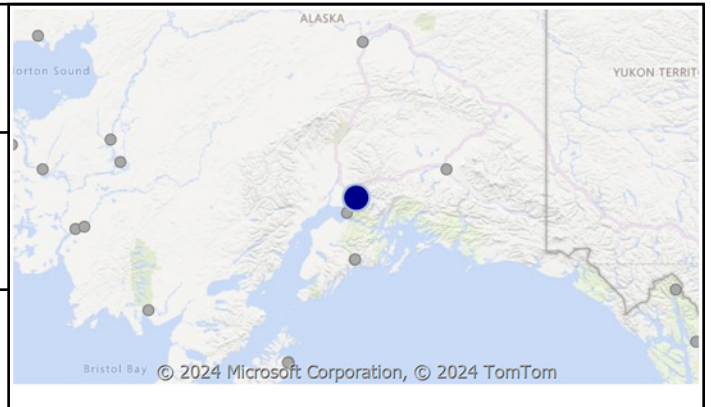 ALASKA
orton Sound
YUKON TERRIT
Bristol Bay
© 2024 Microsoft Corporation, © 2024 TomTom